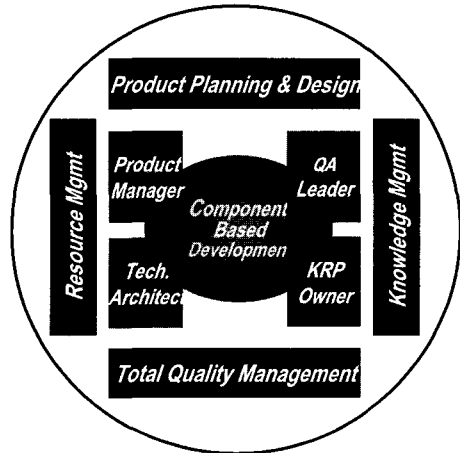 Product Planning & Design
Resource Mgmt
Product
Manager
QA
Leader
Component
Based
Developmen
Tech.
Architect
KRP
Owner
Knowledge Mgmt
Total Quality Management